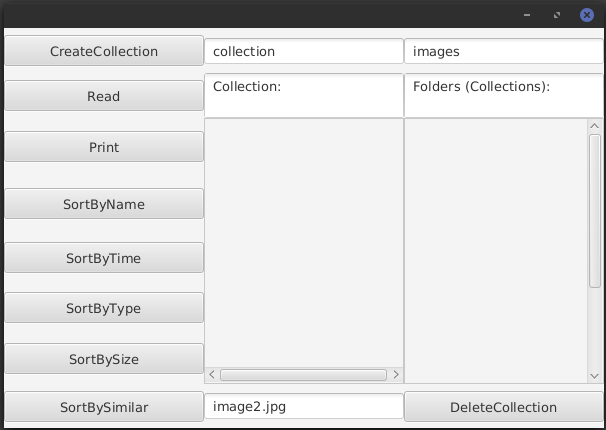 CreateCollection
collection
images
Read
Collection:
Folders (Collections):
Print
SortByName
SortByTime
SortByType
SortBySize
SortBySimilar
image2.jpg
DeleteCollection